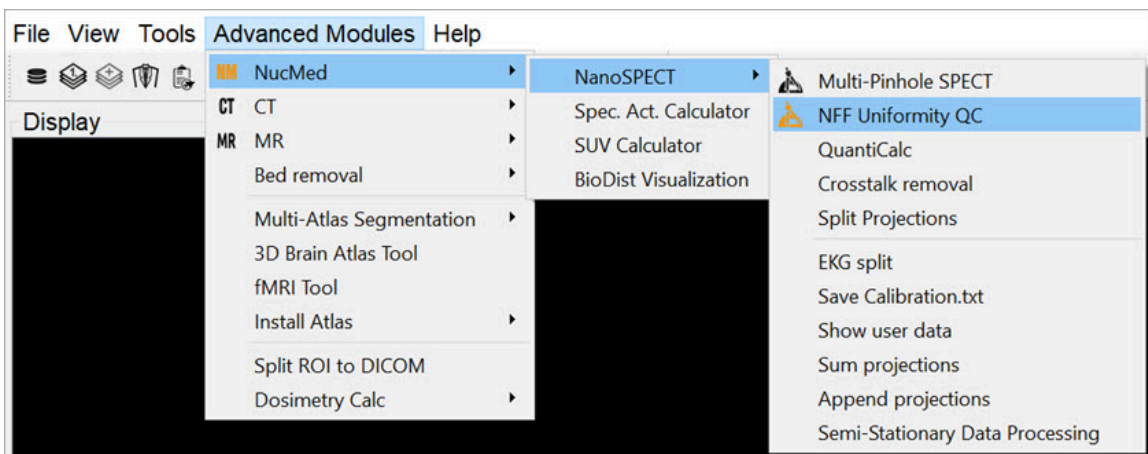 File View Tools Advanced Modules Help
Display
NM NucMed
CT CT
MR MR
Bed removal
Multi-Atlas Segmentation
3D Brain Atlas Tool
fMRI Tool
Install Atlas
Split ROI to DICOM
Dosimetry Calc
NanoSPECT
Spec. Act. Calculator
SUV Calculator
BioDist Visualization
Multi-Pinhole SPECT
NFF Uniformity QC
QuantiCalc
Crosstalk removal
Split Projections
EKG split
Save Calibration.txt
Show user data
Sum projections
Append projections
Semi-Stationary Data Processing